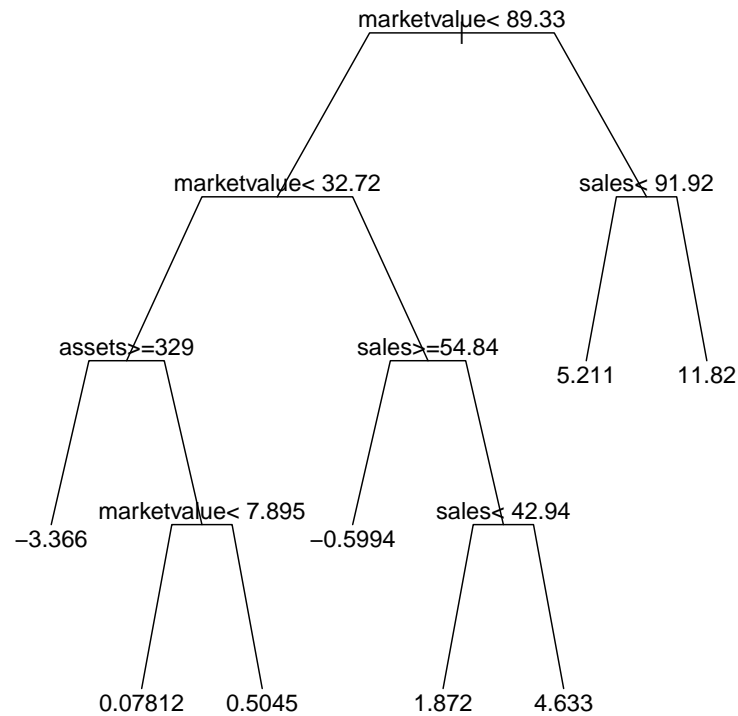 marketvalue< 89.33
marketvalue< 32.72
sales< 91.92
assets>=329
sales>=54.84
5.211
11.82
marketvalue< 7.895
sales< 42.94
−3.366
−0.5994
0.07812
0.5045
1.872
4.633